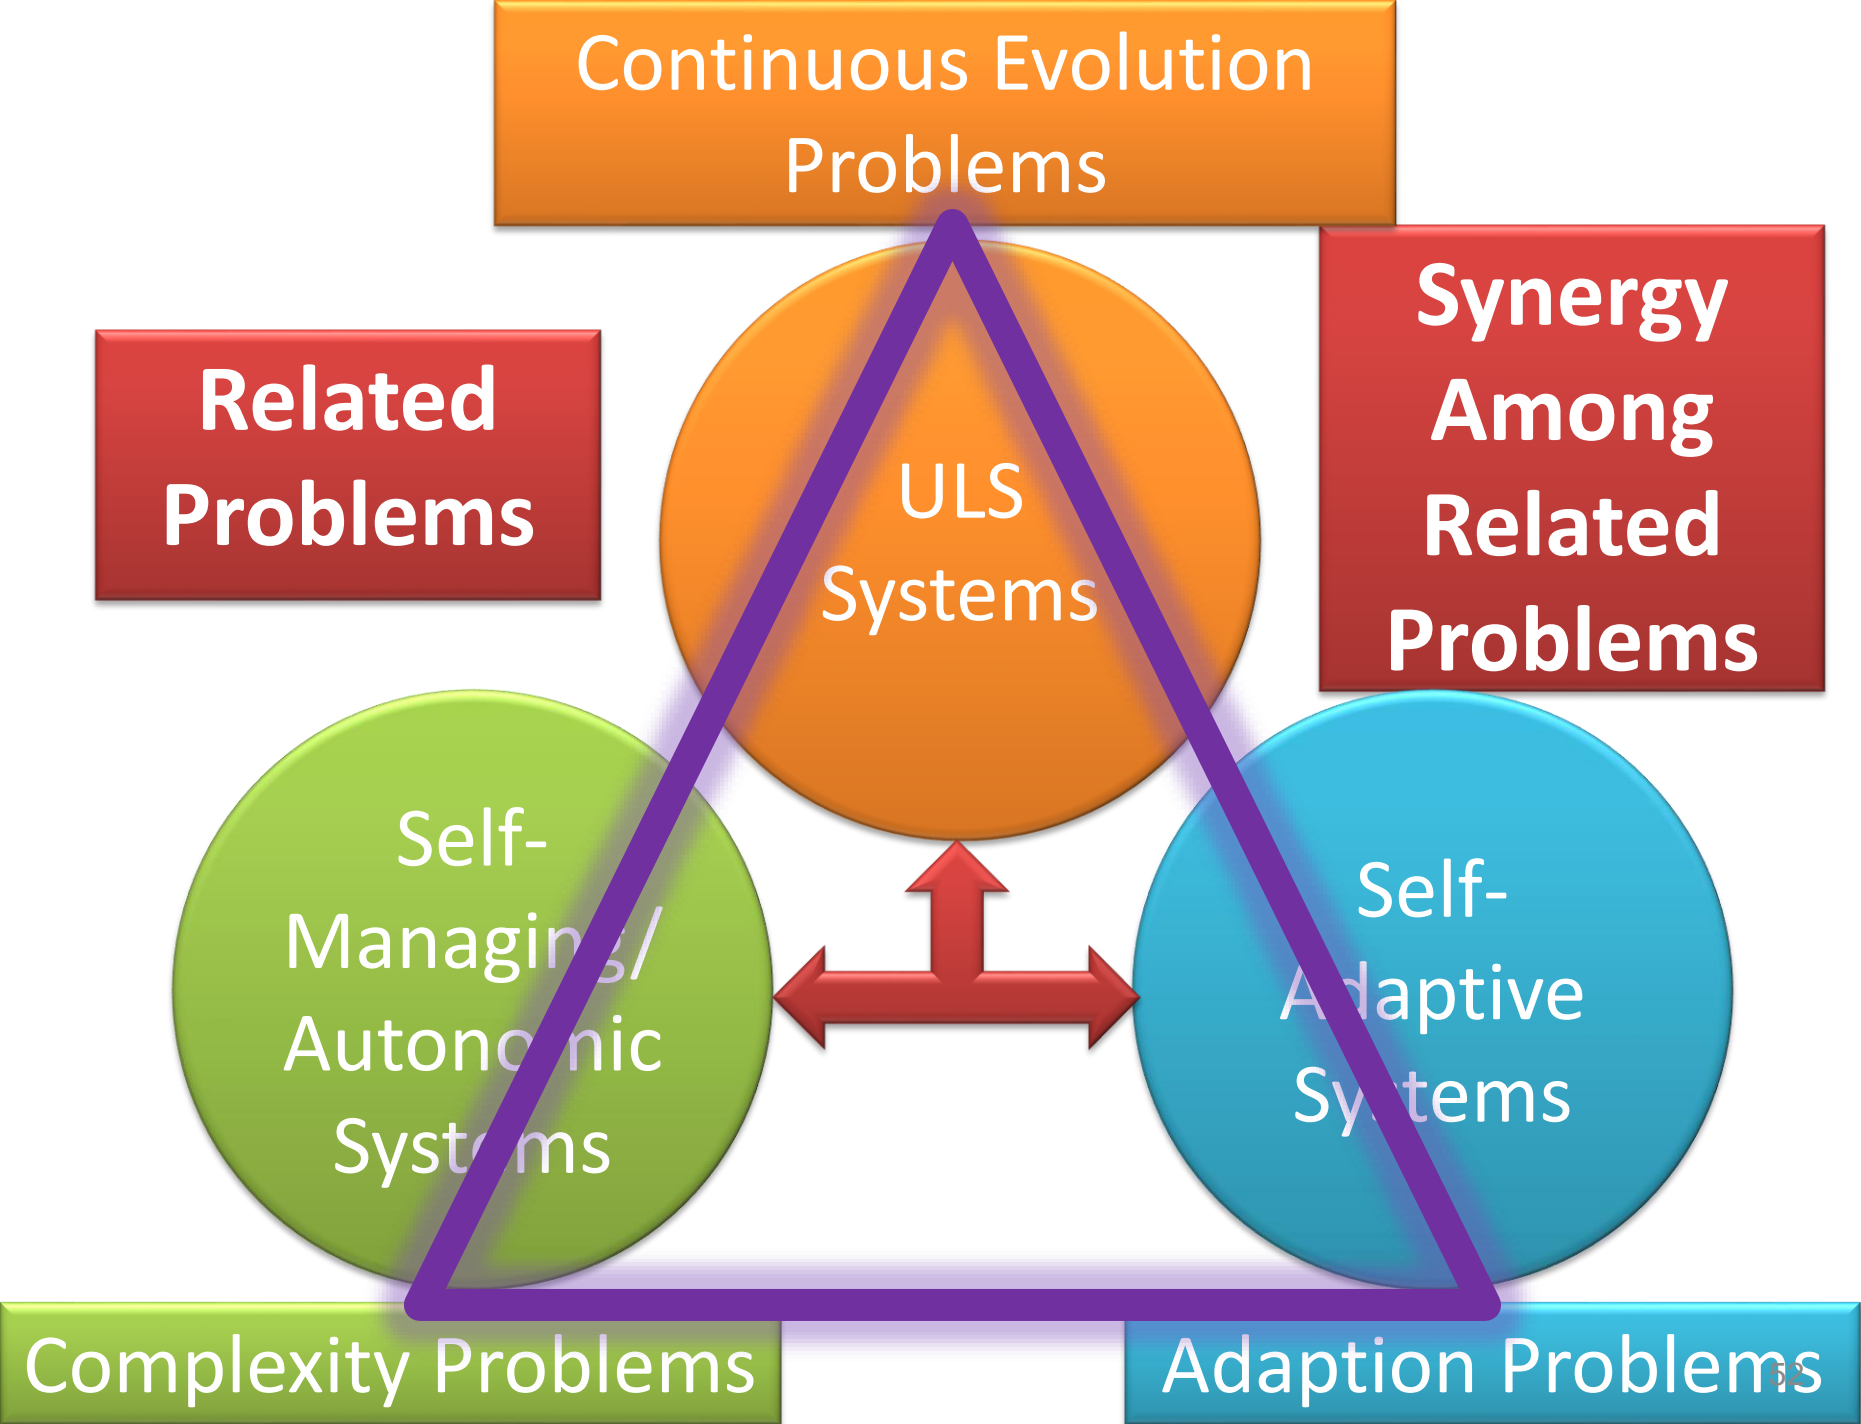 Continuous Evolution
Problems
Related
Problems
Synergy
Among
Related
Problems
ULS
Systems
Self-
Managing/
Autonomic
Systems
Self-
Adaptive
Systems
Complexity Problems
Adaption Problems
52